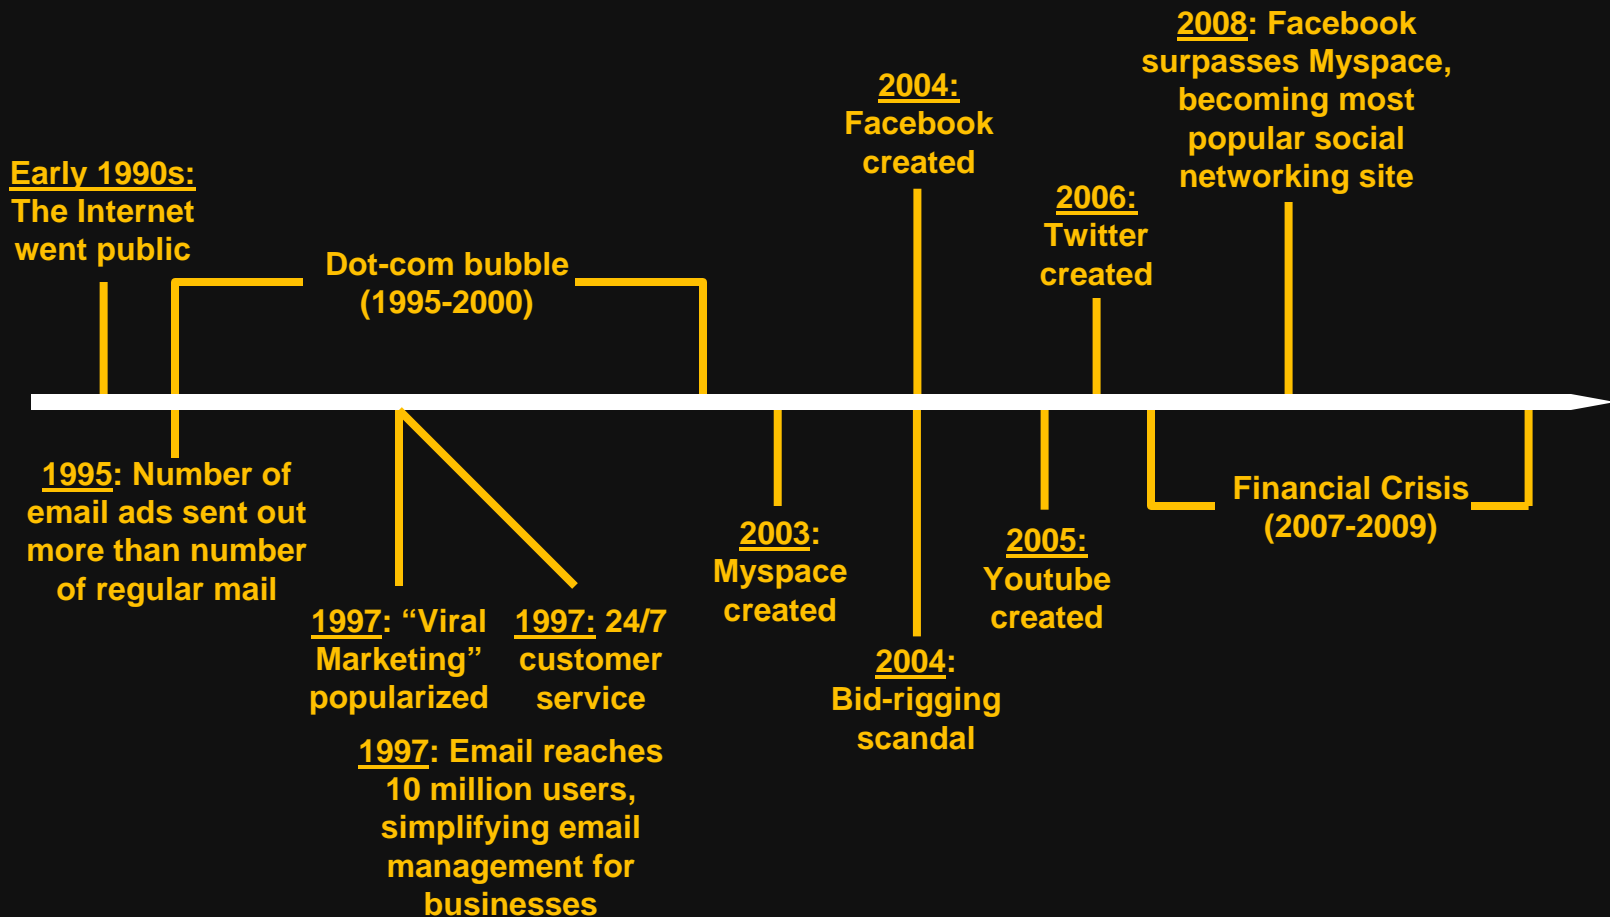 Early 1990s:
The Internet
went public
Dot-com bubble
(1995-2000)
2004:
Facebook
created
2006:
Twitter
created
2008: Facebook
surpasses Myspace,
becoming most
popular social
networking site
1995: Number of
email ads sent out
more than number
of regular mail
1997: “Viral
Marketing”
popularized
1997: 24/7
customer
service
1997: Email reaches
10 million users,
simplifying email
management for
businesses
2003:
Myspace
created
2004:
Bid-rigging
scandal
2005:
Youtube
created
Financial Crisis
(2007-2009)